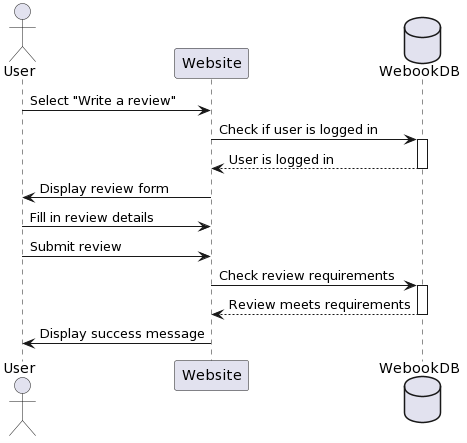 User
Website
WebookDB
Select "Write a review"
Check if user is logged in
User is logged in
Display review form
Fill in review details
Submit review
Check review requirements
Review meets requirements
Display success message
User
Website
WebookDB